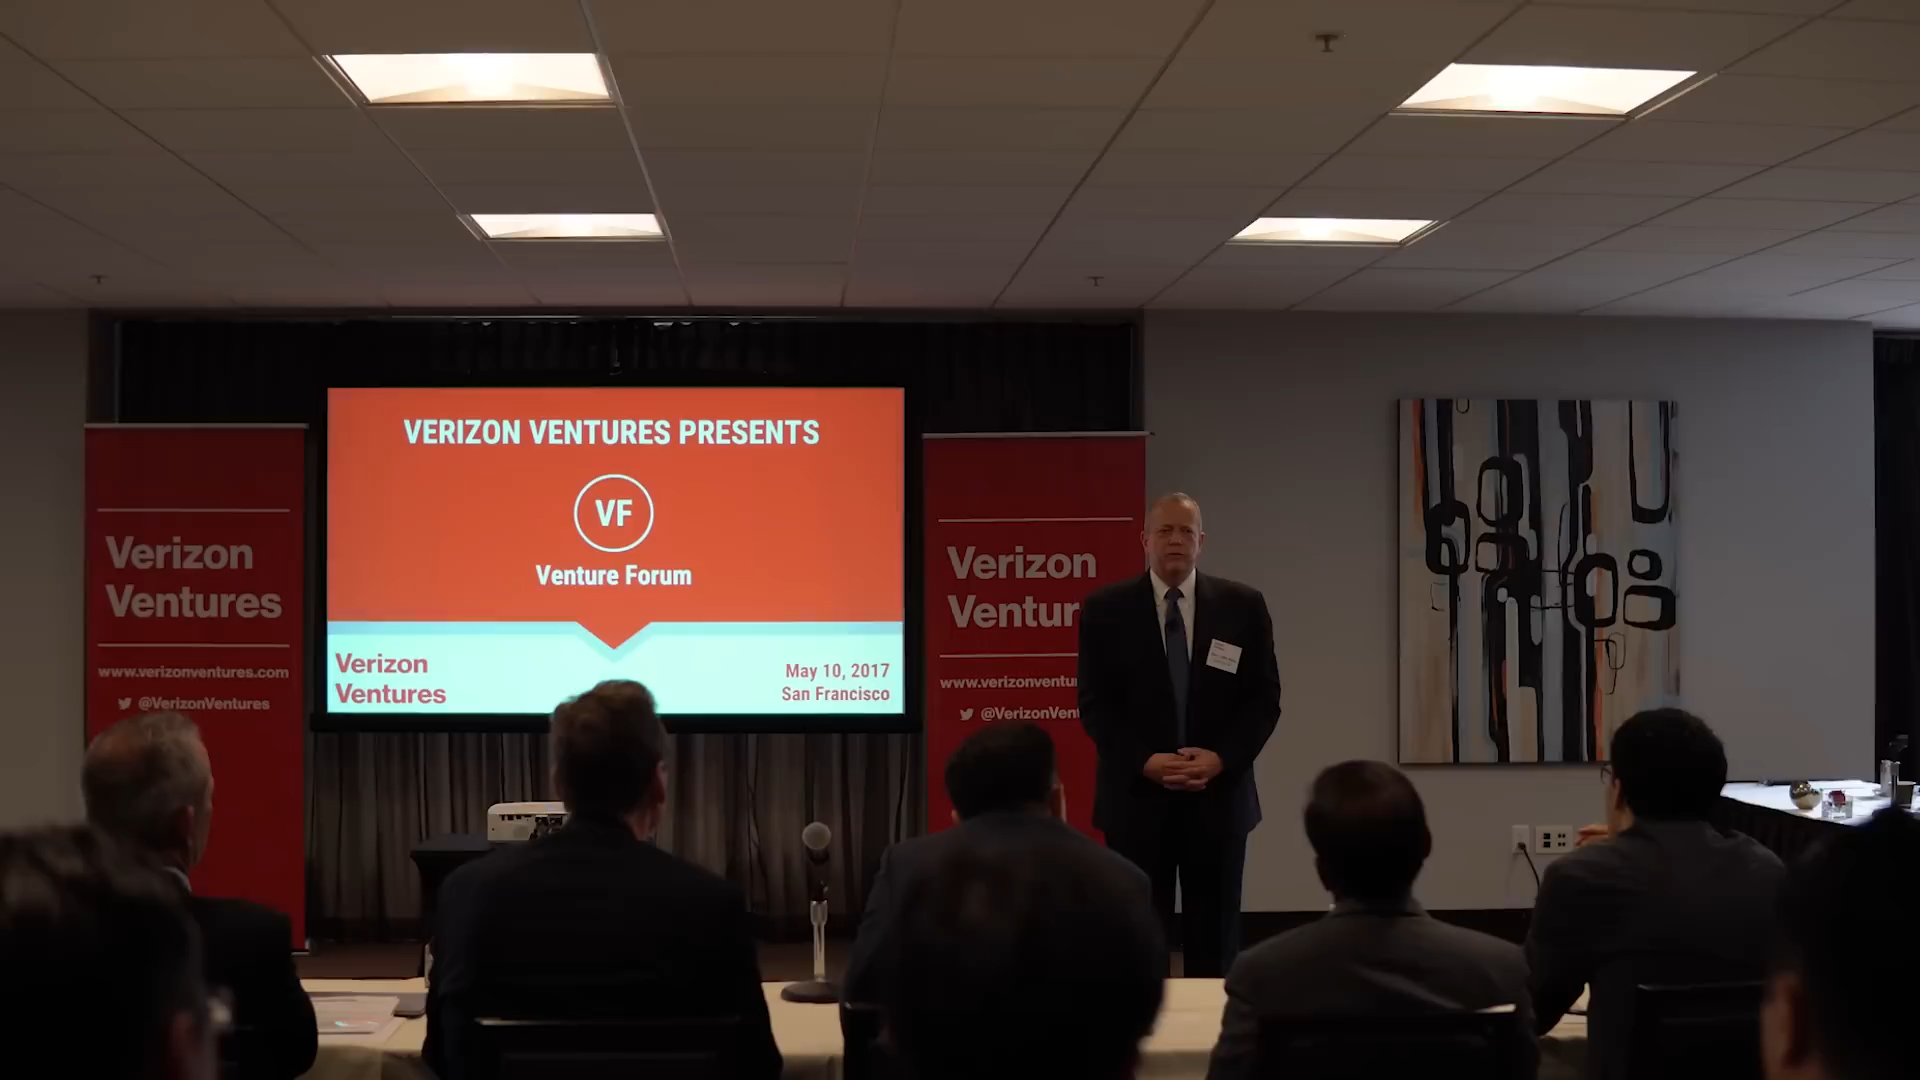 VERIZON VENTURES PRESENTS
VF
Venture Forum
Verizon
Ventures
May 10, 2017
San Francisco
Verizon
Ventures
www.verizonventures.com
@VerizonVentures
Verizon
Ventur
www.verizonventu
@VerizonVent